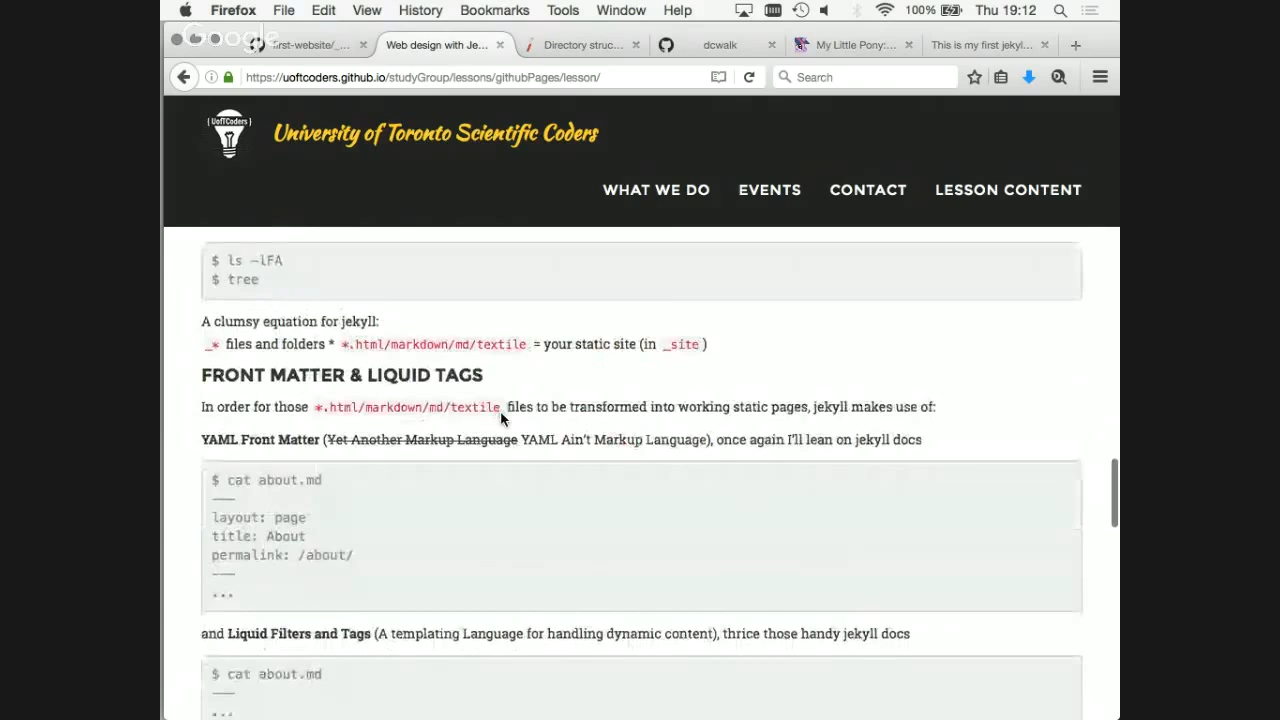 Firefox File Edit View History Bookmarks Tools Window Help 100% Thu 19:12
Google
first-website/_... Web design with Je... Directory struc... dcwalk My Little Pony:... This is my first jekyl...
https://uoftcoders.github.io/studyGroup/lessons/githubPages/lesson/ Search
{UofTCoders} University of Toronto Scientific Coders
WHAT WE DO EVENTS CONTACT LESSON CONTENT
$ ls -lFA
$ tree
A clumsy equation for jekyll:
_* files and folders * *.html/markdown/md/textile = your static site (in _site )
FRONT MATTER & LIQUID TAGS
In order for those *.html/markdown/md/textile files to be transformed into working static pages, jekyll makes use of:
YAML Front Matter (Yet Another Markup Language YAML Ain't Markup Language), once again I'll lean on jekyll docs
$ cat about.md
---
layout: page
title: About
permalink: /about/
---
...
and Liquid Filters and Tags (A templating Language for handling dynamic content), thrice those handy jekyll docs
$ cat about.md
---
...